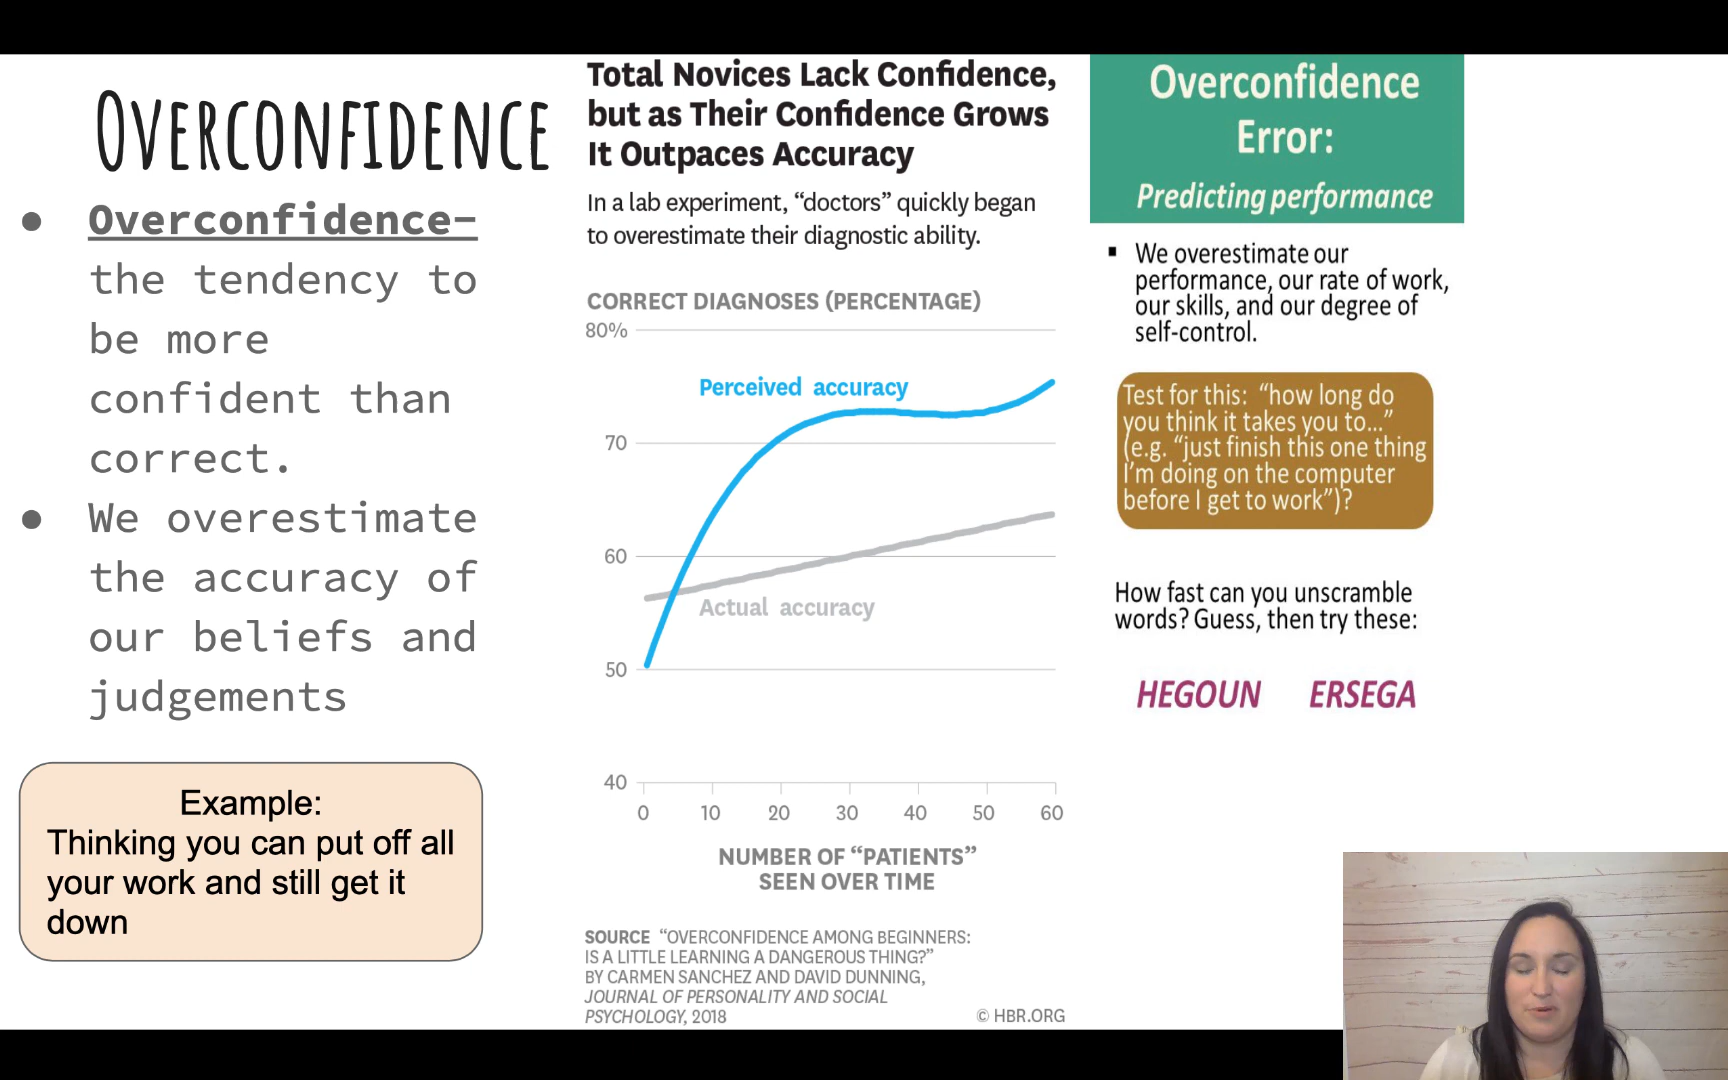 OVERCONFIDENCE
● Overconfidence-
the tendency to
be more
confident than
correct.
● We overestimate
the accuracy of
our beliefs and
judgements
Example:
Thinking you can put off all
your work and still get it
down
Total Novices Lack Confidence,
but as Their Confidence Grows
It Outpaces Accuracy
In a lab experiment, “doctors” quickly began
to overestimate their diagnostic ability.
CORRECT DIAGNOSES (PERCENTAGE)
80%
Perceived accuracy
70
60
Actual accuracy
50
40
0 10 20 30 40 50 60
NUMBER OF “PATIENTS”
SEEN OVER TIME
SOURCE “OVERCONFIDENCE AMONG BEGINNERS:
IS A LITTLE LEARNING A DANGEROUS THING?”
BY CARMEN SANCHEZ AND DAVID DUNNING,
JOURNAL OF PERSONALITY AND SOCIAL
PSYCHOLOGY, 2018
© HBR.ORG
Overconfidence
Error:
Predicting performance
▪ We overestimate our
performance, our rate of work,
our skills, and our degree of
self-control.
Test for this: “how long do
you think it takes you to…”
(e.g. “just finish this one thing
I’m doing on the computer
before I get to work”)?
How fast can you unscramble
words? Guess, then try these:
HEGOUN ERSEGA